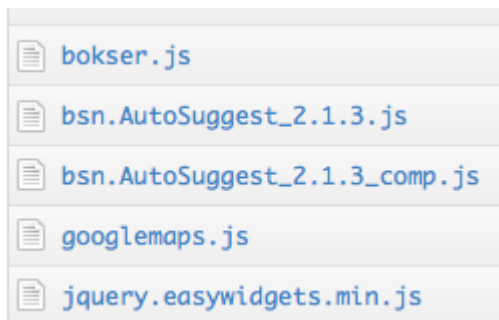 bokser.js
bsn.AutoSuggest_2.1.3.js
bsn.AutoSuggest_2.1.3_comp.js
googlemaps.js
jquery.easywidgets.min.js